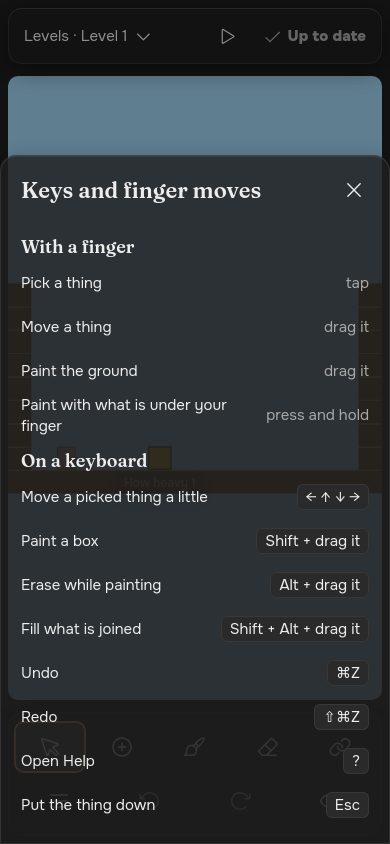 Levels · Level 1
Up to date
Keys and finger moves
With a finger
Pick a thing tap
Move a thing drag it
Paint the ground drag it
Paint with what is under your finger press and hold
On a keyboard
How heavy 1
Move a picked thing a little ← ↑ ↓ →
Paint a box Shift + drag it
Erase while painting Alt + drag it
Fill what is joined Shift + Alt + drag it
Undo ⌘Z
Redo ⇧⌘Z
Open Help ?
Put the thing down Esc